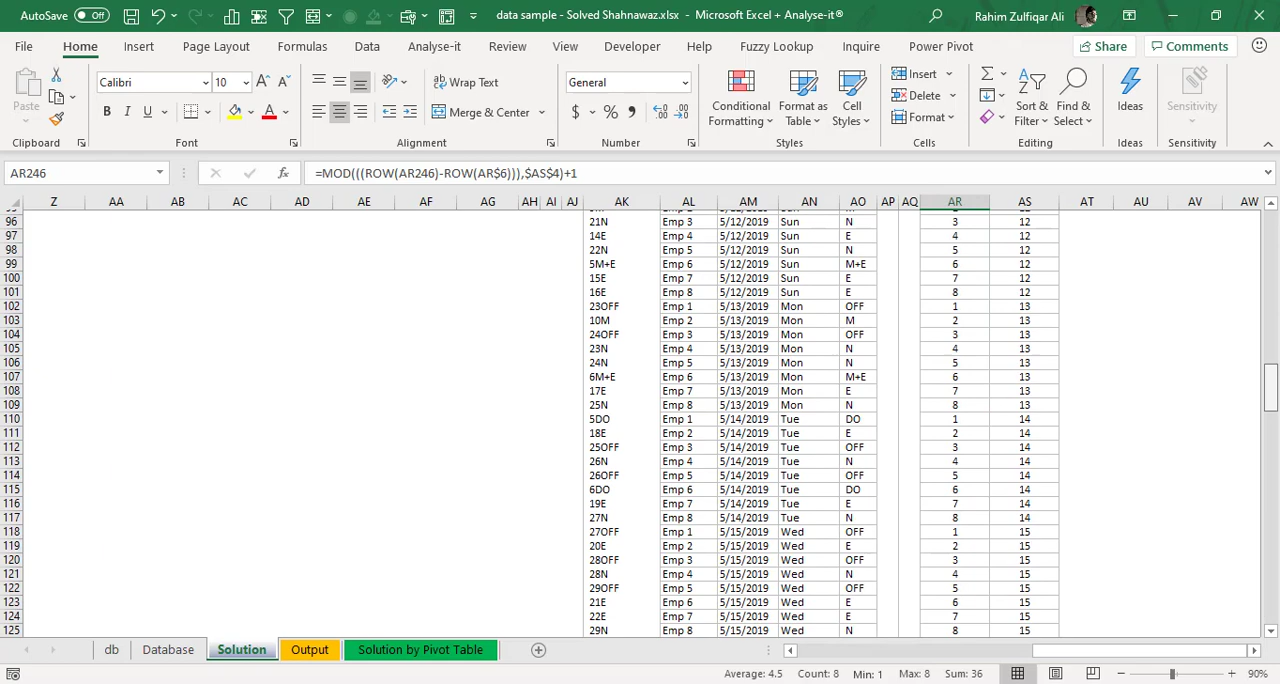 AutoSave Off data sample - Solved Shahnawaz.xlsx - Microsoft Excel + Analyse-it® Rahim Zulfiqar Ali
File Home Insert Page Layout Formulas Data Analyse-it Review View Developer Help Fuzzy Lookup Inquire Power Pivot Share Comments
Paste Calibri 10 A A Wrap Text General Conditional Formatting Format as Table Cell Styles Insert Delete Format Sort & Filter Find & Select Ideas Sensitivity
B I U A Merge & Center $ % ,
Clipboard Font Alignment Number Styles Cells Editing Ideas Sensitivity
AR246 fx =MOD(((ROW(AR246)-ROW(AR$6))),$AS$4)+1
Z AA AB AC AD AE AF AG AH AI AJ AK AL AM AN AO AP AQ AR AS AT AU AV AW
96 21N Emp 3 5/12/2019 Sun N 3 12
97 14E Emp 4 5/12/2019 Sun E 4 12
98 22N Emp 5 5/12/2019 Sun N 5 12
99 5M+E Emp 6 5/12/2019 Sun M+E 6 12
100 15E Emp 7 5/12/2019 Sun E 7 12
101 16E Emp 8 5/12/2019 Sun E 8 12
102 23OFF Emp 1 5/13/2019 Mon OFF 1 13
103 10M Emp 2 5/13/2019 Mon M 2 13
104 24OFF Emp 3 5/13/2019 Mon OFF 3 13
105 23N Emp 4 5/13/2019 Mon N 4 13
106 24N Emp 5 5/13/2019 Mon N 5 13
107 6M+E Emp 6 5/13/2019 Mon M+E 6 13
108 17E Emp 7 5/13/2019 Mon E 7 13
109 25N Emp 8 5/13/2019 Mon N 8 13
110 5DO Emp 1 5/14/2019 Tue DO 1 14
111 18E Emp 2 5/14/2019 Tue E 2 14
112 25OFF Emp 3 5/14/2019 Tue OFF 3 14
113 26N Emp 4 5/14/2019 Tue N 4 14
114 26OFF Emp 5 5/14/2019 Tue OFF 5 14
115 6DO Emp 6 5/14/2019 Tue DO 6 14
116 19E Emp 7 5/14/2019 Tue E 7 14
117 27N Emp 8 5/14/2019 Tue N 8 14
118 27OFF Emp 1 5/15/2019 Wed OFF 1 15
119 20E Emp 2 5/15/2019 Wed E 2 15
120 28OFF Emp 3 5/15/2019 Wed OFF 3 15
121 28N Emp 4 5/15/2019 Wed N 4 15
122 29OFF Emp 5 5/15/2019 Wed OFF 5 15
123 21E Emp 6 5/15/2019 Wed E 6 15
124 22E Emp 7 5/15/2019 Wed E 7 15
125 29N Emp 8 5/15/2019 Wed N 8 15
db Database Solution Output Solution by Pivot Table
Average: 4.5 Count: 8 Min: 1 Max: 8 Sum: 36 90%